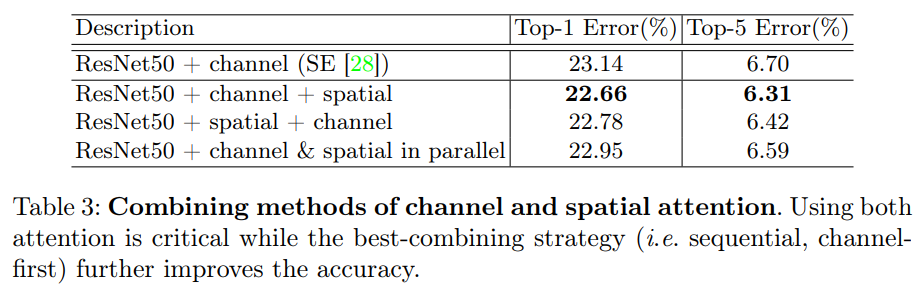 Description Top-1 Error(%) Top-5 Error(%)
ResNet50 + channel (SE [28]) 23.14 6.70
ResNet50 + channel + spatial 22.66 6.31
ResNet50 + spatial + channel 22.78 6.42
ResNet50 + channel & spatial in parallel 22.95 6.59
Table 3: Combining methods of channel and spatial attention. Using both
attention is critical while the best-combining strategy (i.e. sequential, channel-
first) further improves the accuracy.